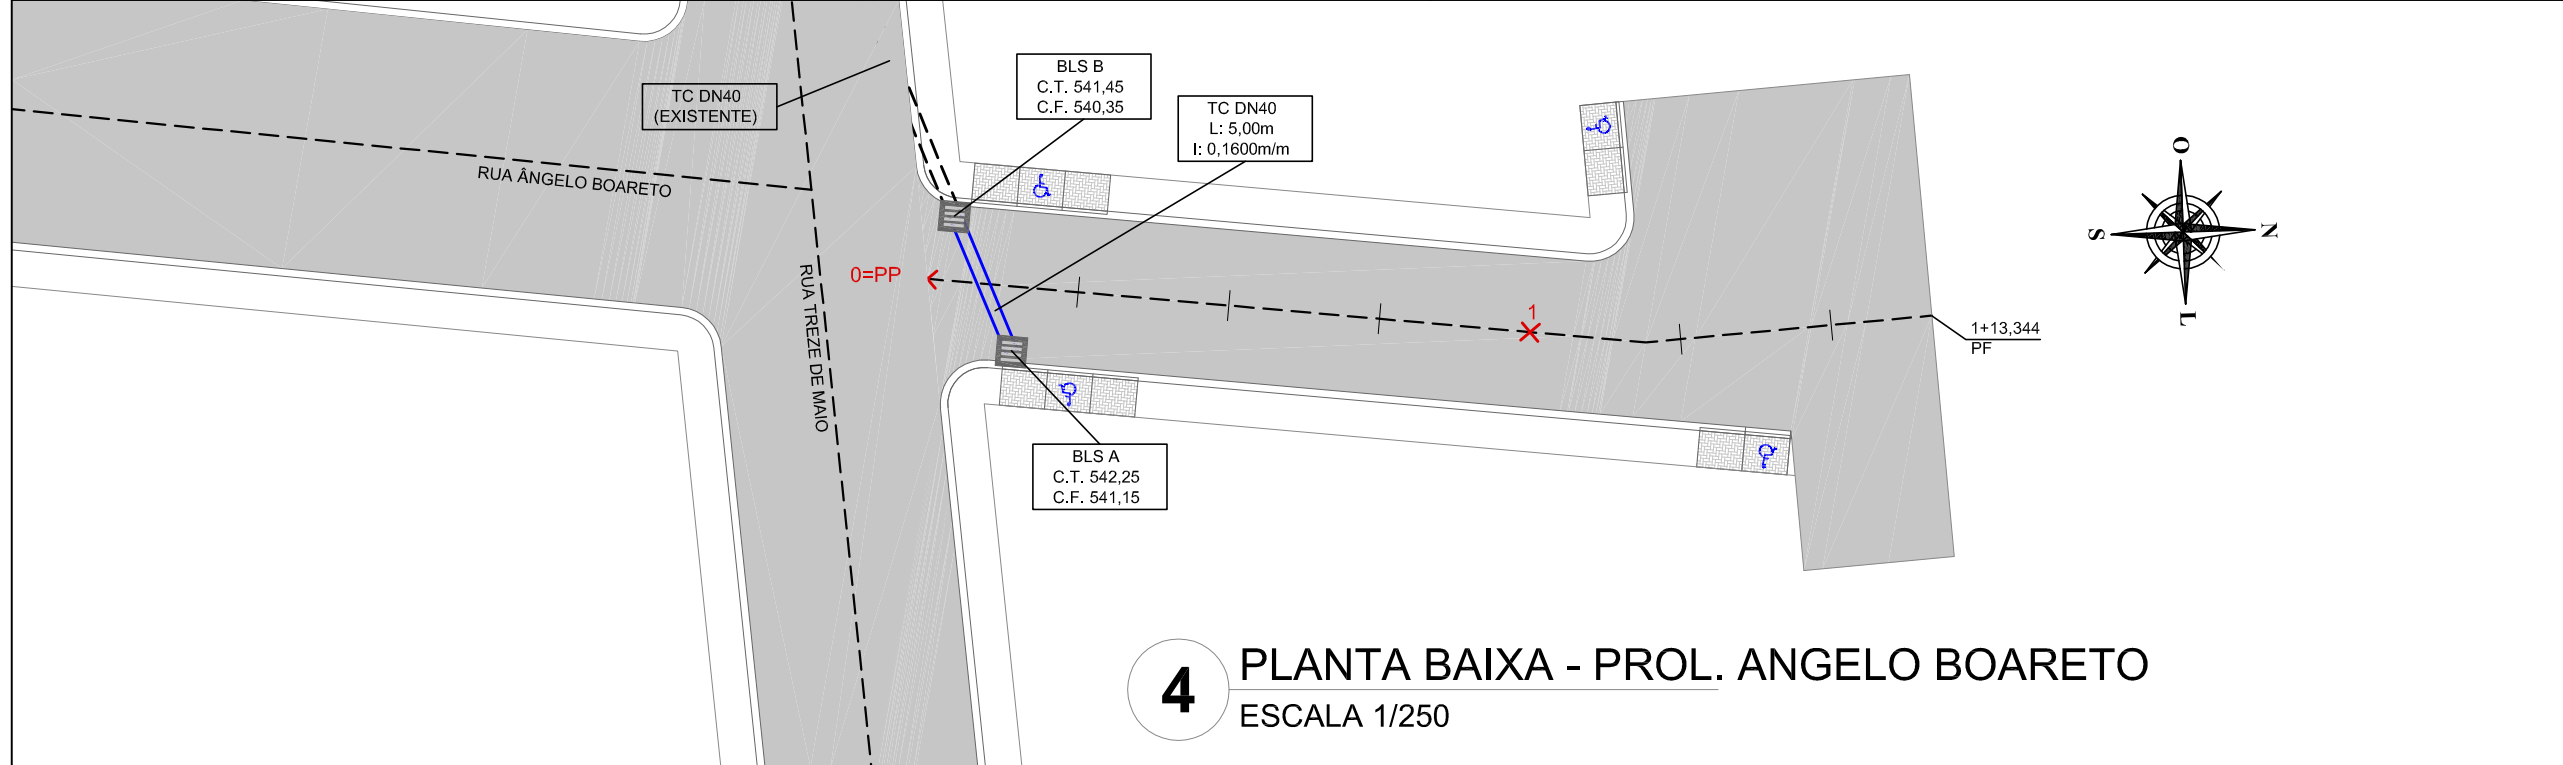 TC DN40
(EXISTENTE)
BLS B
C.T. 541,45
C.F. 540,35
TC DN40
L: 5,00m
I: 0,1600m/m
RUA ÂNGELO BOARETO
RUA TREZE DE MAIO
0=PP
1
1+13,344
PF
BLS A
C.T. 542,25
C.F. 541,15
O
S
N
L
4
PLANTA BAIXA - PROL. ANGELO BOARETO
ESCALA 1/250